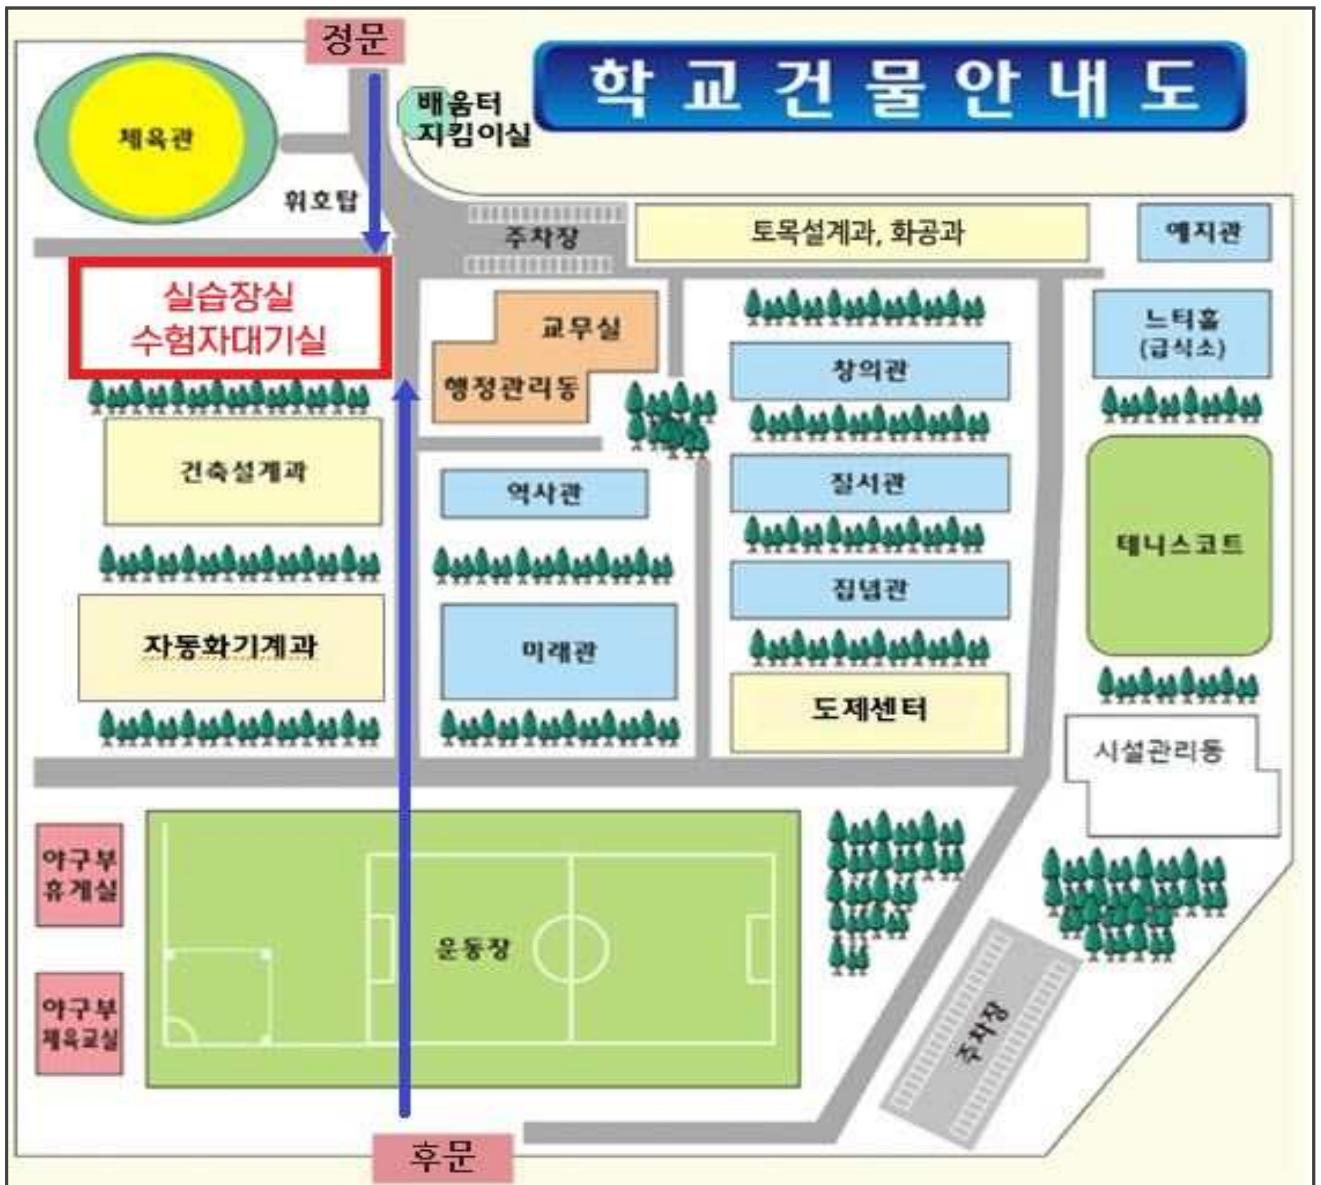 정문
학교건물안내도
배움터
지킴이실
체육관
휘호탑
주차장
토목설계과, 화공과
예지관
실습장실
수험자대기실
교무실
행정관리동
창의관
느티홀
(급식소)
건축설계과
역사관
질서관
테니스코트
집념관
자동화기계과
미래관
도제센터
시설관리동
야구부
휴게실
운동장
야구부
체육교실
주차장
후문